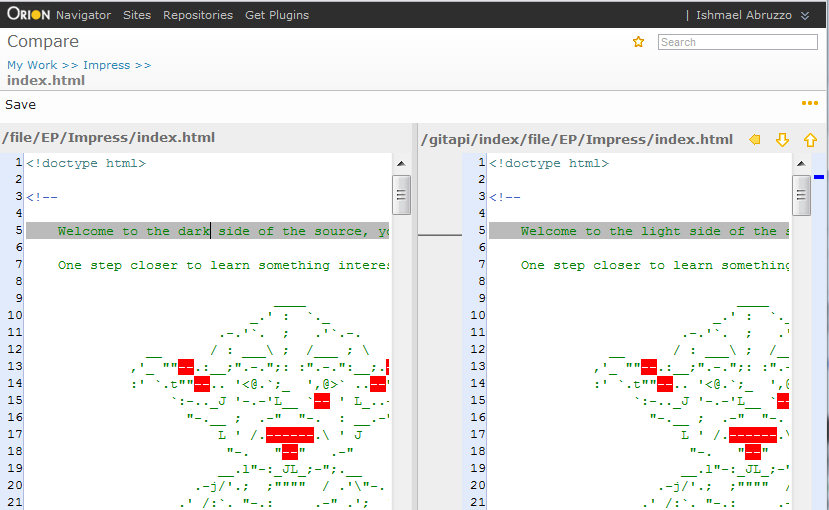 ORION Navigator Sites Repositories Get Plugins | Ishmael Abruzzo
Compare
Search
My Work >> Impress >>
index.html
Save
/file/EP/Impress/index.html
1 <!doctype html>
2
3 <!--
4
5     Welcome to the dark side of the source, yo
6
7     One step closer to learn something interes
8
9                                ____
10                            _.' :  `._
11                        .-.'`.  ;   .'`.-.
12               __      / : ___\ ;  /___ ; \
13             ,'_ ""--.:__;".-.";: :".-.":__;.-
14             :' `.t""--.. '<@.`;_  ',@>` ..--"
15                  `:-.._J '-.-'L__ `-- ' L_..-
16                    "-.__ ;  .-"  "-.  : __.-"
17                        L ' /.------.\ ' J
18                         "-.   "--"   .-"
19                        __.l"-:_JL_;-";.__
20                     .-j/'.;  ;""""  / .'\"-.
21                   .' /:`. "-.:     .-" .';
/gitapi/index/file/EP/Impress/index.html
1 <!doctype html>
2
3 <!--
4
5     Welcome to the light side of the s
6
7     One step closer to learn something
8
9                                ____
10                            _.' :  `._
11                        .-.'`.  ;   .'
12               __      / : ___\ ;  /___
13             ,'_ ""--.:__;".-.";: :".-
14             :' `.t""--.. '<@.`;_  ',@
15                  `:-.._J '-.-'L__ `--
16                    "-.__ ;  .-"  "-.
17                        L ' /.------.\
18                         "-.   "--"
19                        __.l"-:_JL_;-"
20                     .-j/'.;  ;""""  /
21                   .' /:`. "-.:     .-